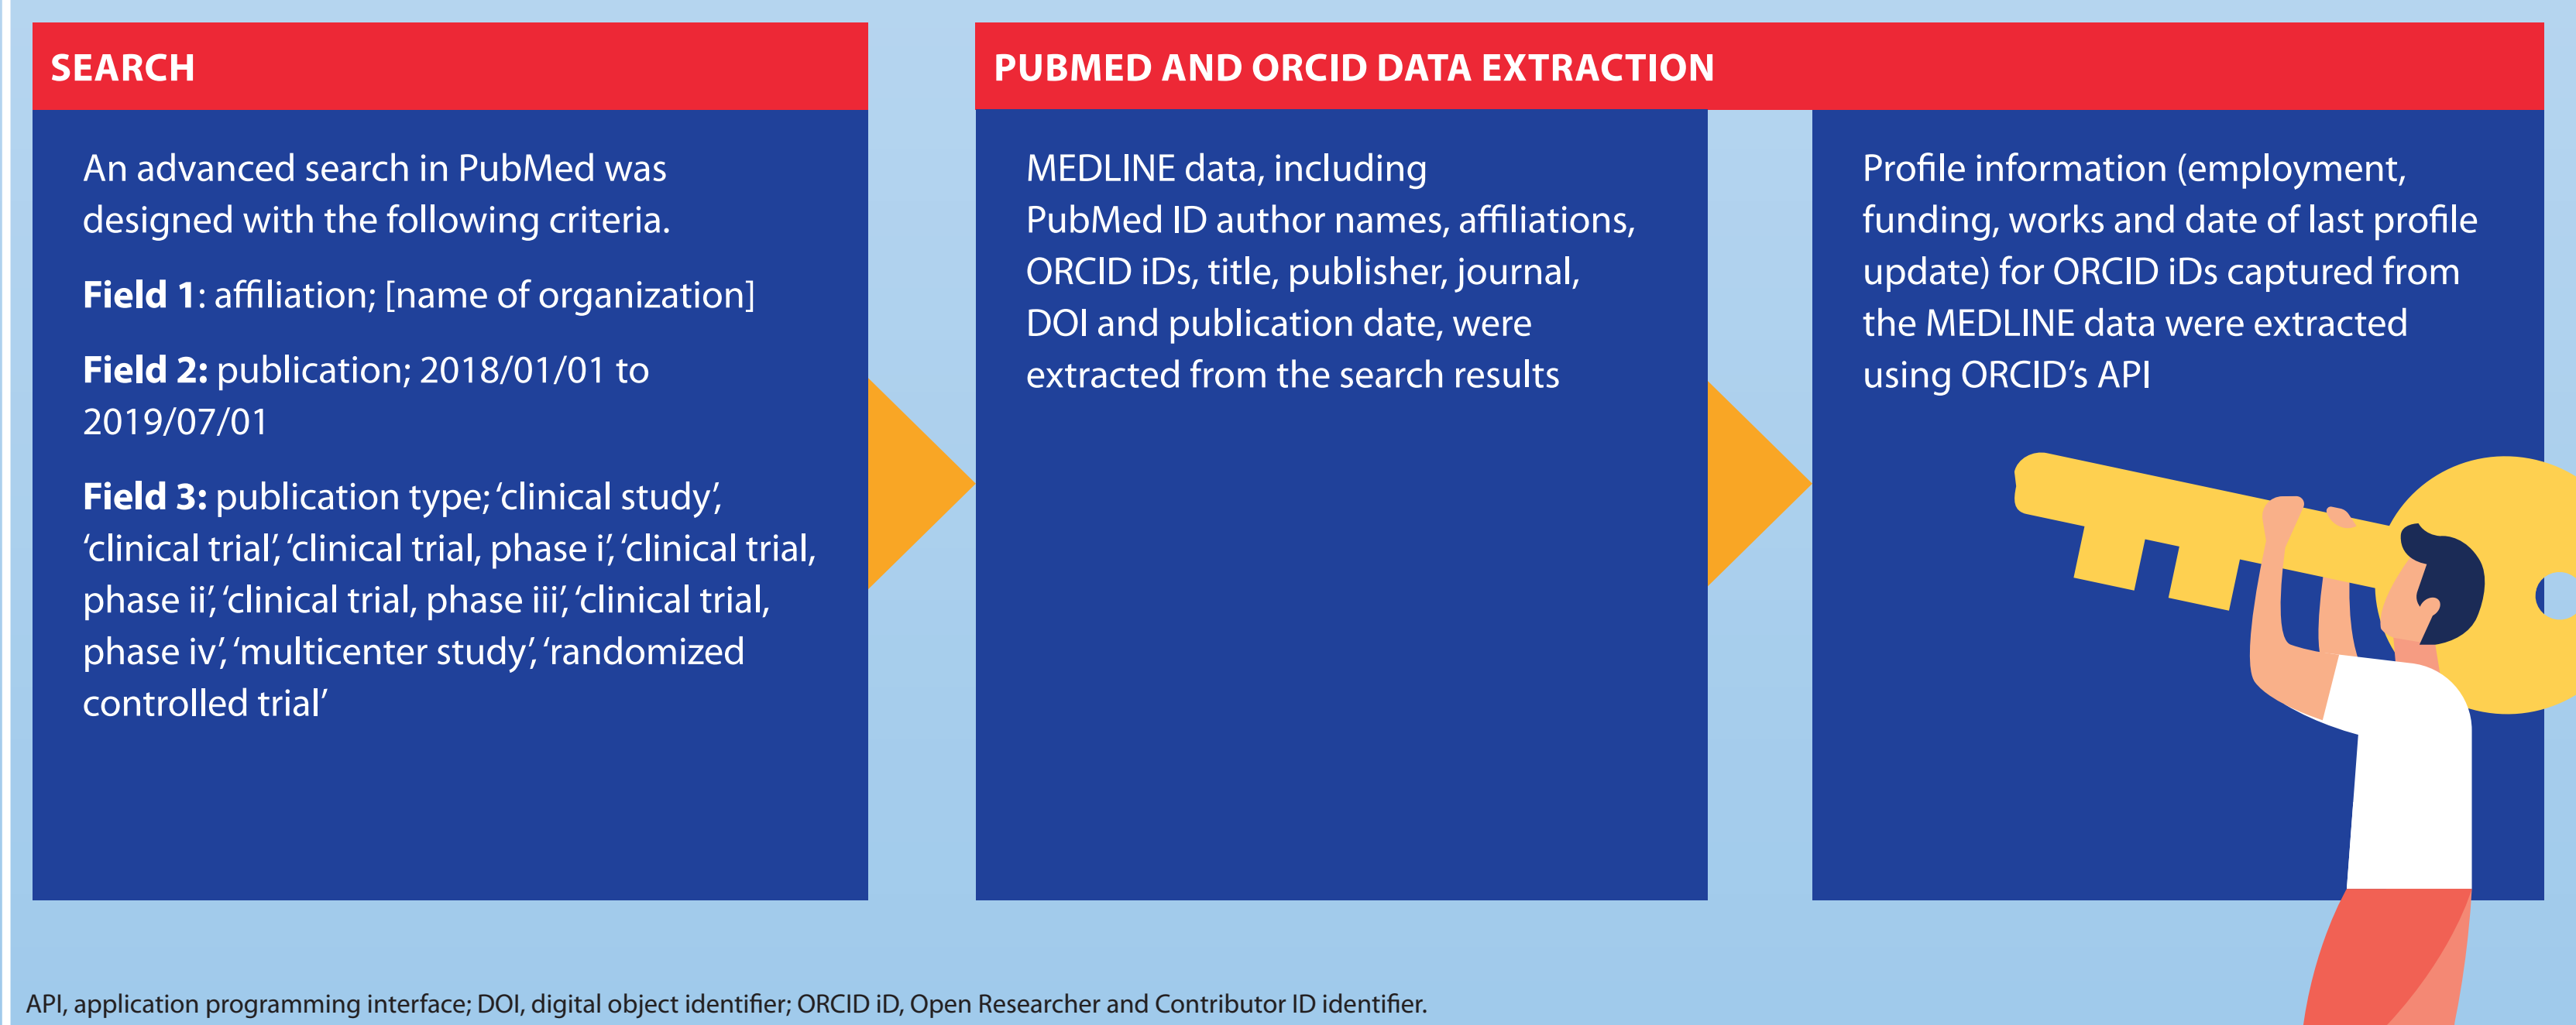 SEARCH
An advanced search in PubMed was
designed with the following criteria.
Field 1: affiliation; [name of organization]
Field 2: publication; 2018/01/01 to
2019/07/01
Field 3: publication type; ‘clinical study’,
‘clinical trial’, ‘clinical trial, phase i’, ‘clinical trial,
phase ii’, ‘clinical trial, phase iii’, ‘clinical trial,
phase iv’, ‘multicenter study’, ‘randomized
controlled trial’
PUBMED AND ORCID DATA EXTRACTION
MEDLINE data, including
PubMed ID author names, affiliations,
ORCID iDs, title, publisher, journal,
DOI and publication date, were
extracted from the search results
Profile information (employment,
funding, works and date of last profile
update) for ORCID iDs captured from
the MEDLINE data were extracted
using ORCID’s API
API, application programming interface; DOI, digital object identifier; ORCID iD, Open Researcher and Contributor ID identifier.